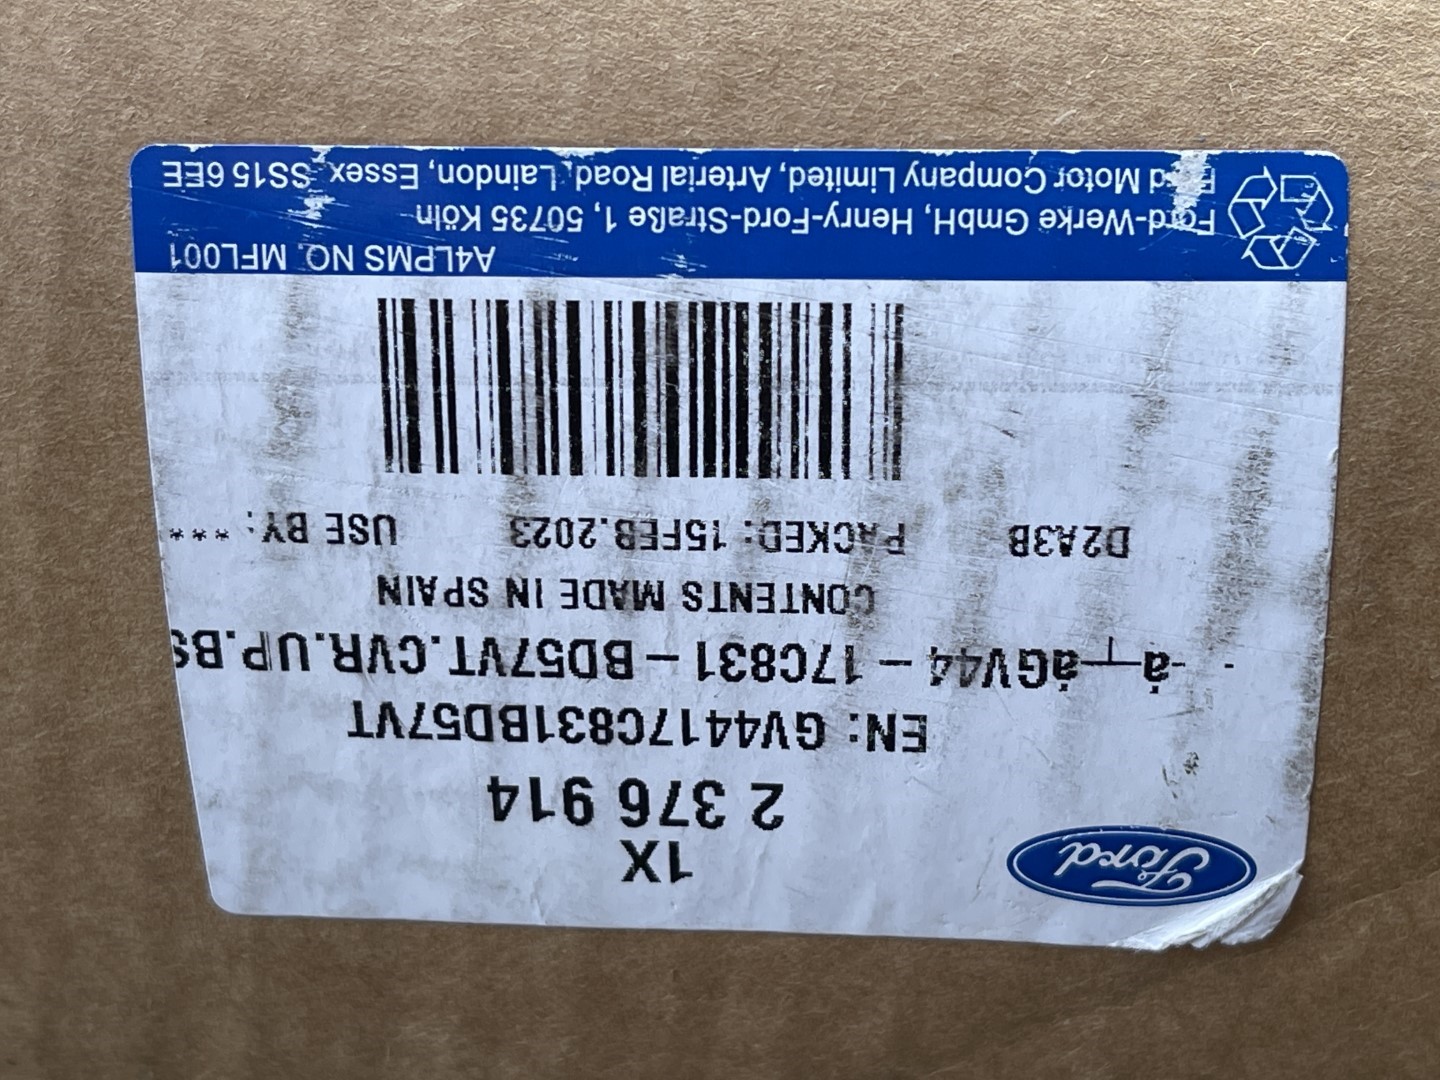 Ford
1X
2 376 914
EN: GV4417C831BD57VT
- -à-┬-àGV44 - 17C831 - BD57VT.CVR.UP.BS
CONTENTS MADE IN SPAIN
D2A3B PACKED: 15FEB.2023 USE BY: ***
A4LPMS NO. MFL001
Ford-Werke GmbH, Henry-Ford-Straße 1, 50735 Köln
Ford Motor Company Limited, Arterial Road, Laindon, Essex, SS15 6EE